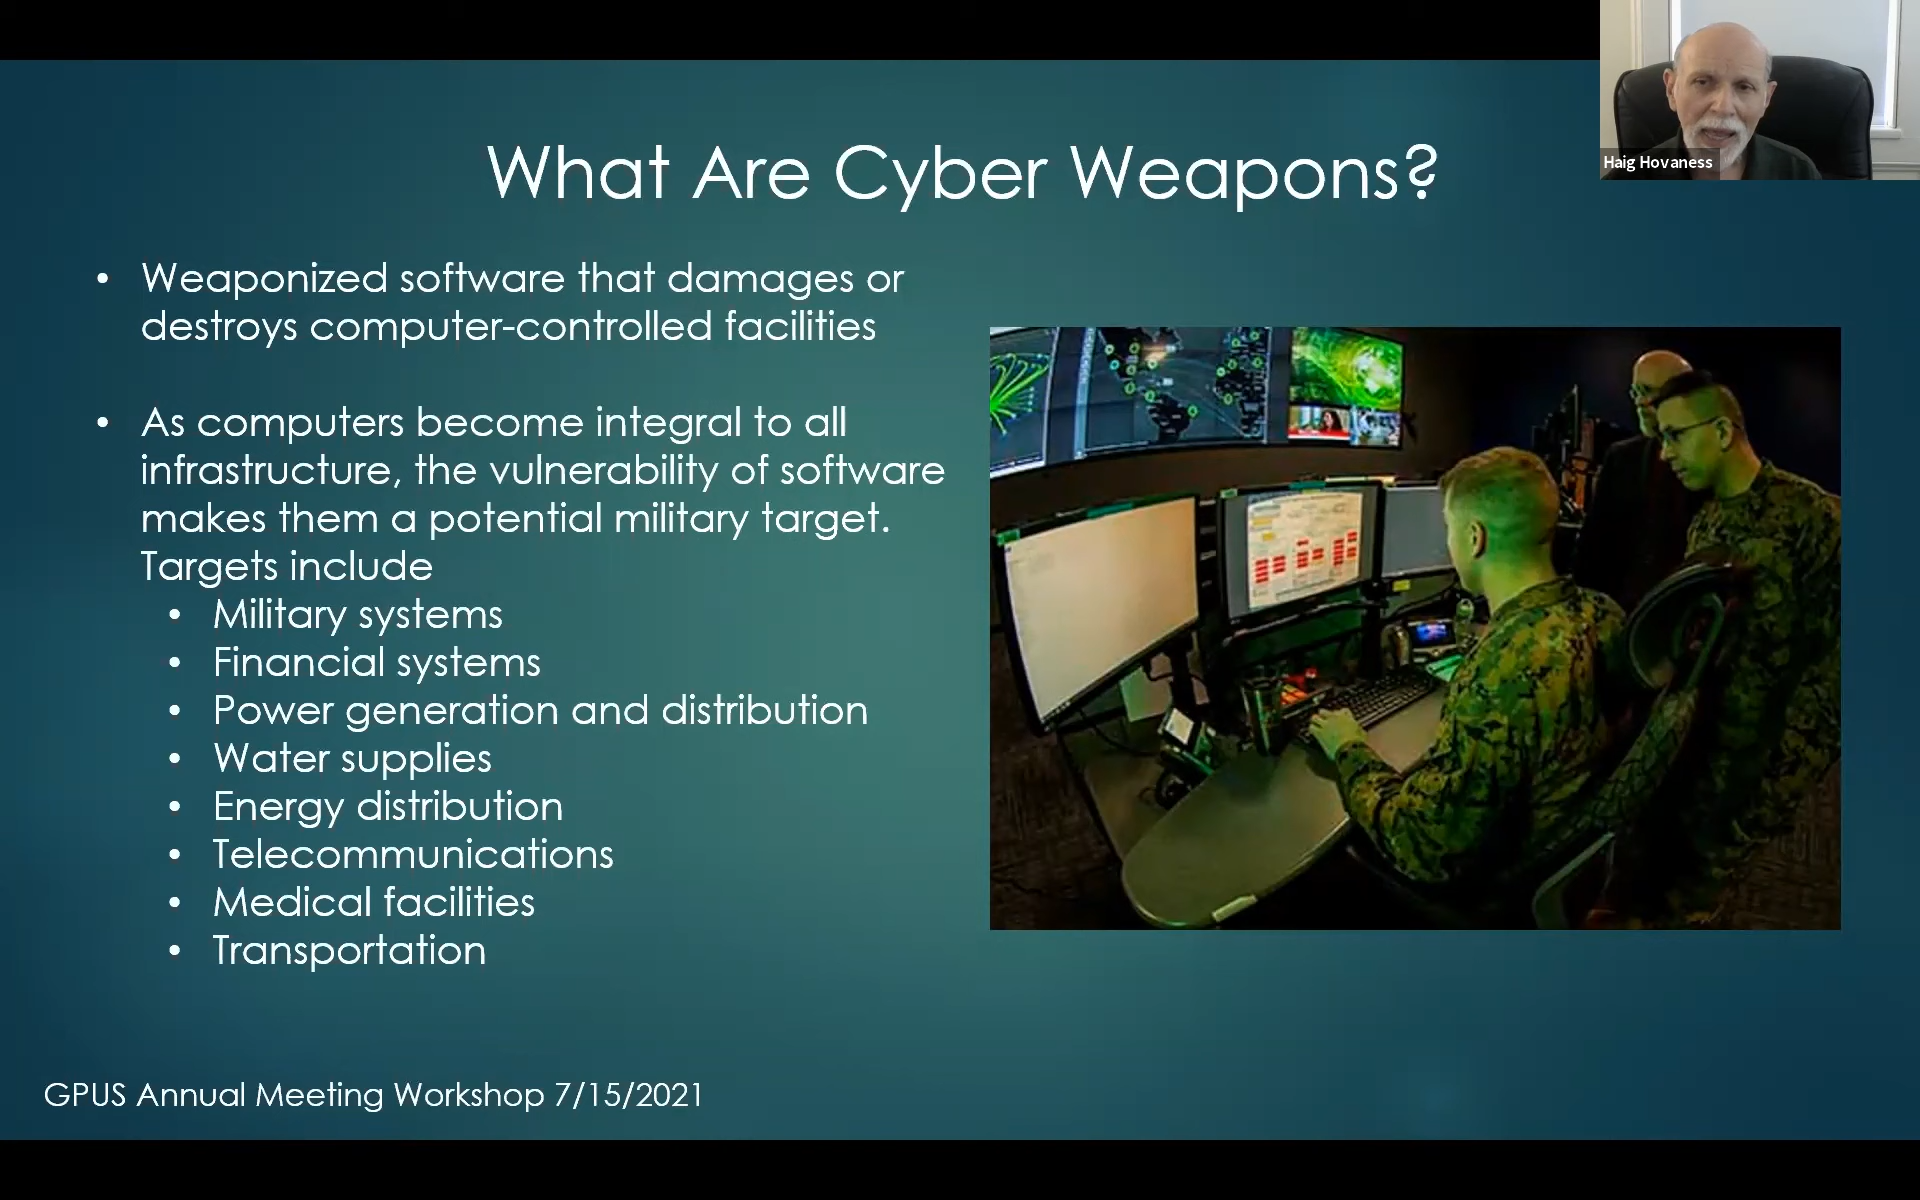 Haig Hovaness
What Are Cyber Weapons?
• Weaponized software that damages or
destroys computer-controlled facilities
• As computers become integral to all
infrastructure, the vulnerability of software
makes them a potential military target.
Targets include
• Military systems
• Financial systems
• Power generation and distribution
• Water supplies
• Energy distribution
• Telecommunications
• Medical facilities
• Transportation
GPUS Annual Meeting Workshop 7/15/2021